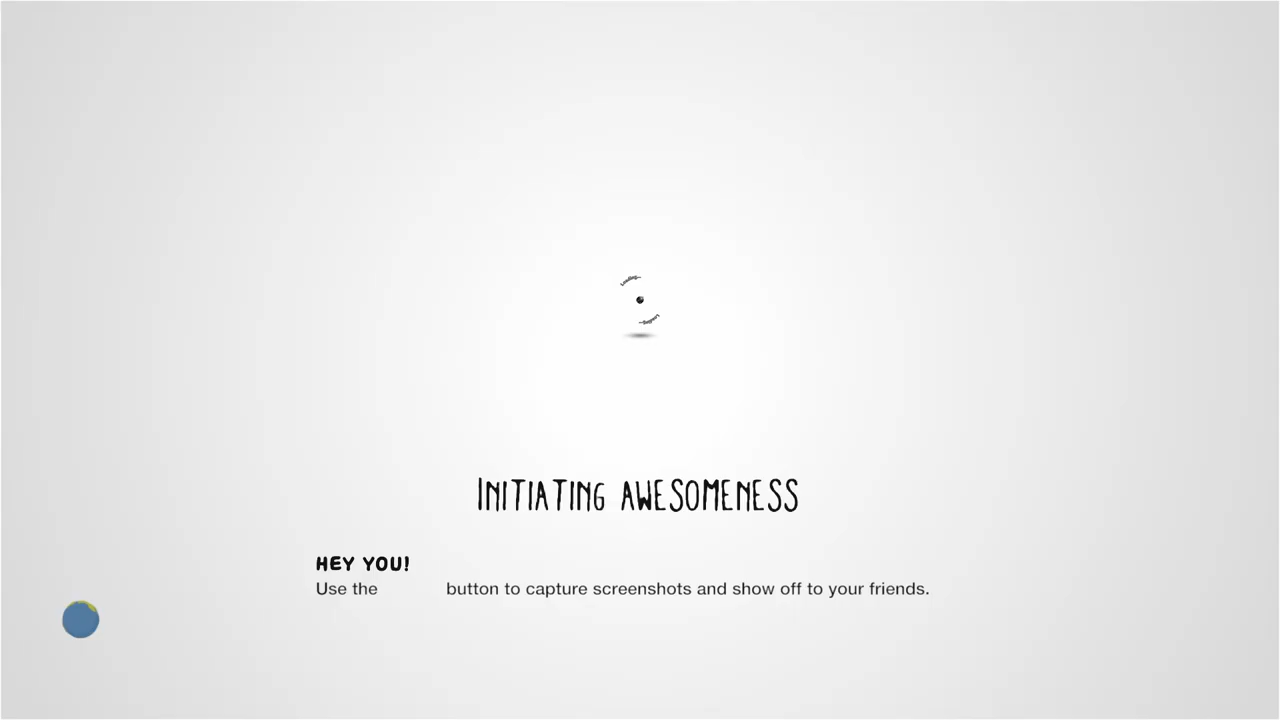 INITIATING AWESOMENESS
HEY YOU!
Use the button to capture screenshots and show off to your friends.